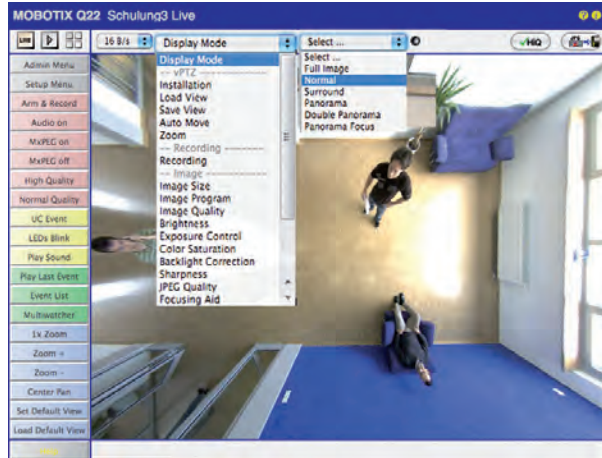 MOBOTIX Q22 Schulung3 Live
LIVE
16 B/s
Display Mode
Select ...
HiQ
Admin Menu
Setup Menu
Arm & Record
Audio on
MxPEG on
MxPEG off
High Quality
Normal Quality
UC Event
LEDs Blink
Play Sound
Play Last Event
Event List
Multiwatcher
1x Zoom
Zoom +
Zoom -
Center Pan
Set Default View
Load Default View
Display Mode
-- vPTZ --------
Installation
Load View
Save View
Auto Move
Zoom
-- Recording --------
Recording
-- Image --------
Image Size
Image Program
Image Quality
Brightness
Exposure Control
Color Saturation
Backlight Correction
Sharpness
JPEG Quality
Focusing Aid
Select ...
Full Image
Normal
Surround
Panorama
Double Panorama
Panorama Focus